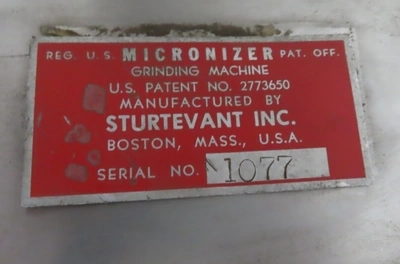 REG. U.S. MICRONIZER PAT. OFF.
GRINDING MACHINE
U.S. PATENT NO. 2773650
MANUFACTURED BY
STURTEVANT INC.
BOSTON, MASS., U.S.A.
SERIAL NO. 1077